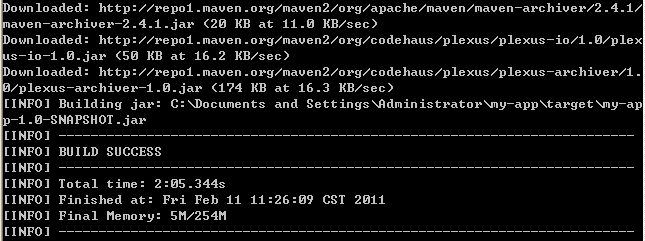 Downloaded: http://repo1.maven.org/maven2/org/apache/maven/maven-archiver/2.4.1/
maven-archiver-2.4.1.jar (20 KB at 11.0 KB/sec)
Downloaded: http://repo1.maven.org/maven2/org/codehaus/plexus/plexus-io/1.0/plex
us-io-1.0.jar (50 KB at 16.2 KB/sec)
Downloaded: http://repo1.maven.org/maven2/org/codehaus/plexus/plexus-archiver/1.
0/plexus-archiver-1.0.jar (174 KB at 16.3 KB/sec)
[INFO] Building jar: C:\Documents and Settings\Administrator\my-app\target\my-ap
p-1.0-SNAPSHOT.jar
[INFO] ------------------------------------------------------------------------
[INFO] BUILD SUCCESS
[INFO] ------------------------------------------------------------------------
[INFO] Total time: 2:05.344s
[INFO] Finished at: Fri Feb 11 11:26:09 CST 2011
[INFO] Final Memory: 5M/254M
[INFO] ------------------------------------------------------------------------